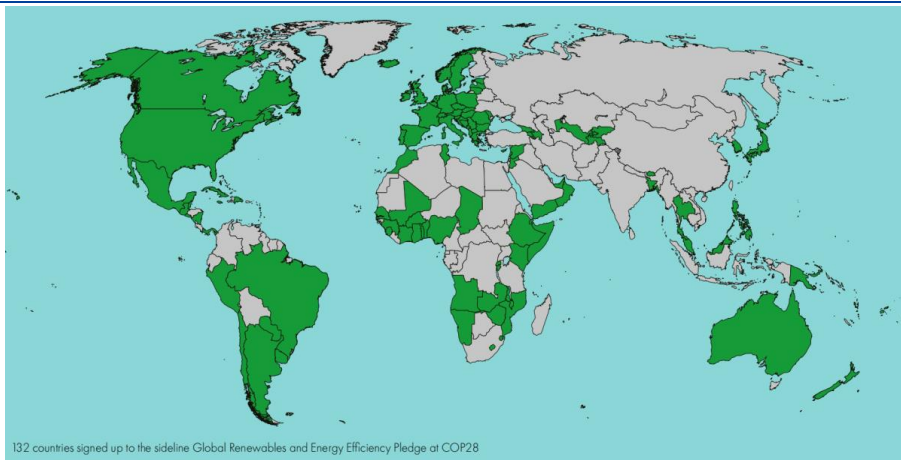 132 countries signed up to the sideline Global Renewables and Energy Efficiency Pledge at COP28